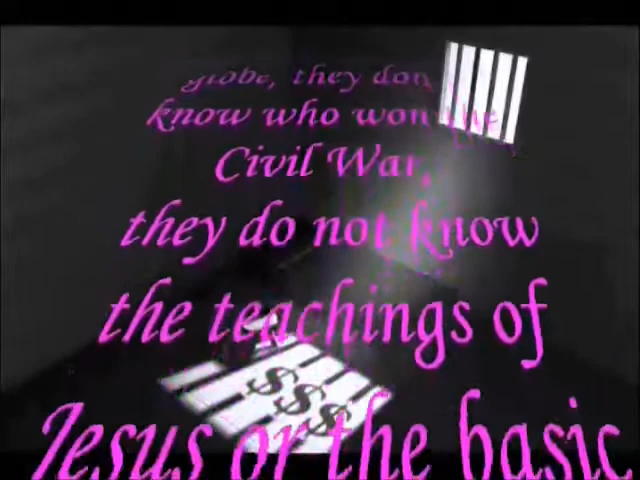 globe, they don
know who won the
Civil War,
they do not know
the teachings of
$$$
Jesus or the basic